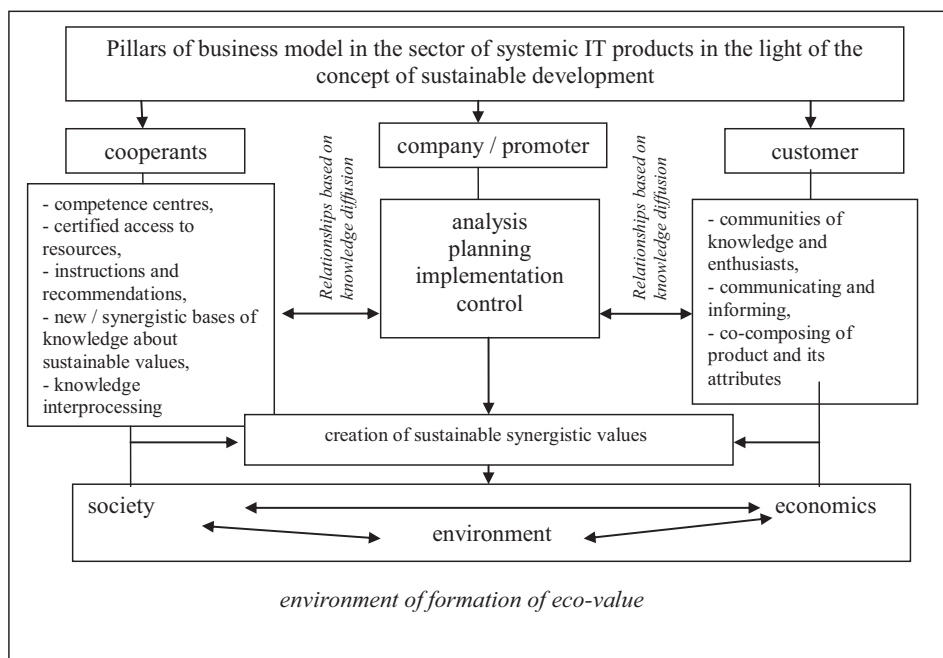 Pillars of business model in the sector of systemic IT products in the light of the
concept of sustainable development
cooperants
company / promoter
customer
- competence centres,
- certified access to
resources,
- instructions and
recommendations,
- new / synergistic bases of
knowledge about
sustainable values,
- knowledge
interprocessing
Relationships based on
knowledge diffusion
analysis
planning
implementation
control
Relationships based on
knowledge diffusion
- communities of
knowledge and
enthusiasts,
- communicating and
informing,
- co-composing of
product and its
attributes
creation of sustainable synergistic values
society
economics
environment
environment of formation of eco-value